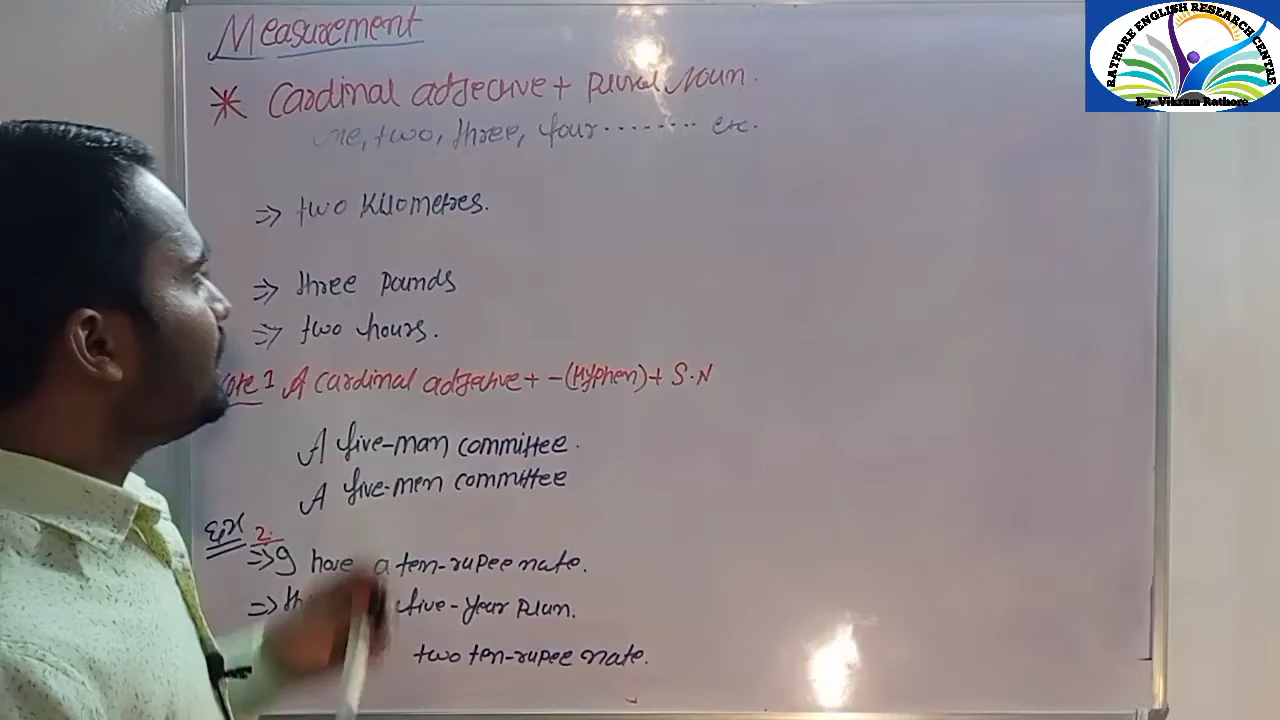 RATHORE ENGLISH RESEARCH CENTRE
By- Vikram Rathore
Measurement
* Cardinal adjective + plural Noun.
one, two, three, four ........ etc.
⇒ two Kilometres.
⇒ three pounds
⇒ two hours.
Note 1 A cardinal adjective + - (Hyphen) + S.N
A five-man committee.
A five-men committee
Ex 2.
⇒ I have a ten-rupee note.
⇒ five-year plan.
two ten-rupee note.